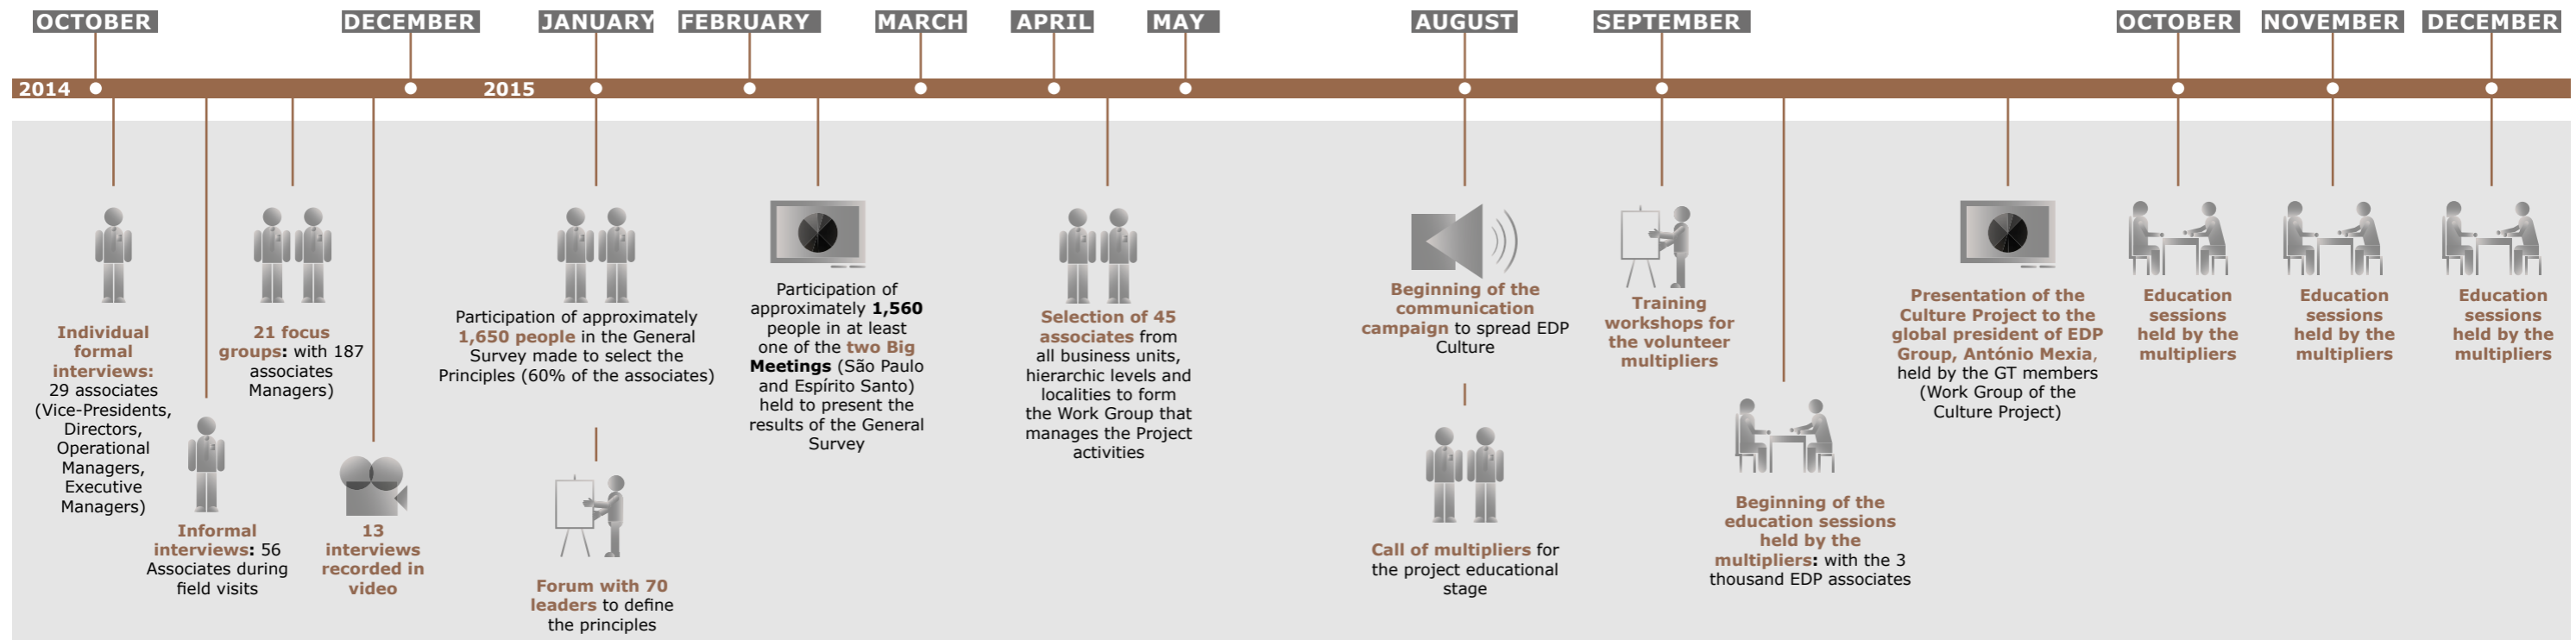 OCTOBER
DECEMBER
JANUARY
FEBRUARY
MARCH
APRIL
MAY
AUGUST
SEPTEMBER
OCTOBER
NOVEMBER
DECEMBER
2014
2015
Individual
formal
interviews:
29 associates
(Vice-Presidents,
Directors,
Operational
Managers,
Executive
Managers)
Informal
interviews: 56
Associates during
field visits
21 focus
groups: with 187
associates
Managers)
13
interviews
recorded in
video
Participation of approximately
1,650 people in the General
Survey made to select the
Principles (60% of the associates)
Forum with 70
leaders to define
the principles
Participation of
approximately 1,560
people in at least
one of the two Big
Meetings (São Paulo
and Espírito Santo)
held to present the
results of the General
Survey
Selection of 45
associates from
all business units,
hierarchic levels and
localities to form
the Work Group that
manages the Project
activities
Beginning of the
communication
campaign to spread EDP
Culture
Call of multipliers for
the project educational
stage
Training
workshops for
the volunteer
multipliers
Beginning of the
education sessions
held by the
multipliers: with the 3
thousand EDP associates
Presentation of the
Culture Project to the
global president of EDP
Group, António Mexia,
held by the GT members
(Work Group of the
Culture Project)
Education
sessions
held by the
multipliers
Education
sessions
held by the
multipliers
Education
sessions
held by the
multipliers